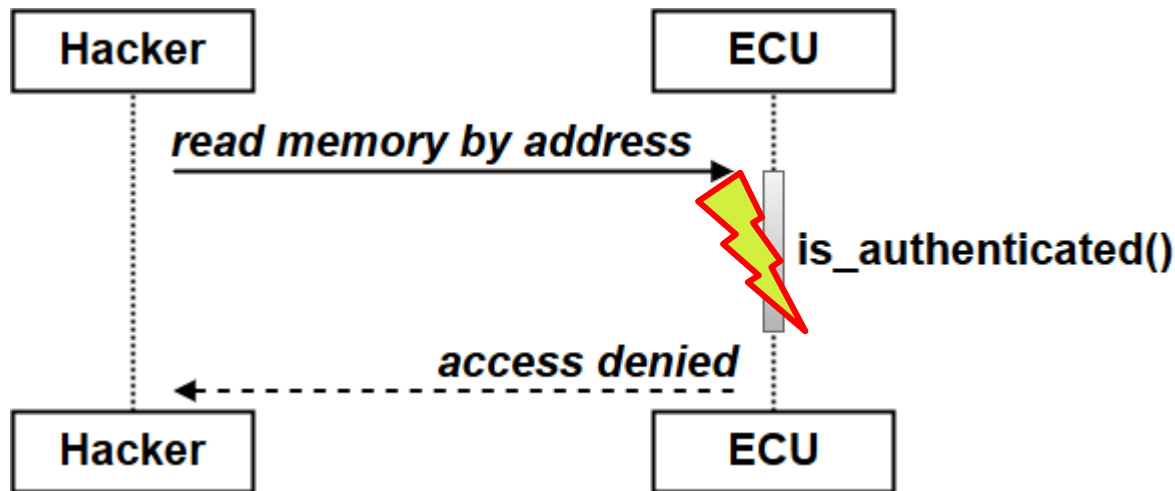 Hacker
ECU
read memory by address
is_authenticated()
access denied
Hacker
ECU